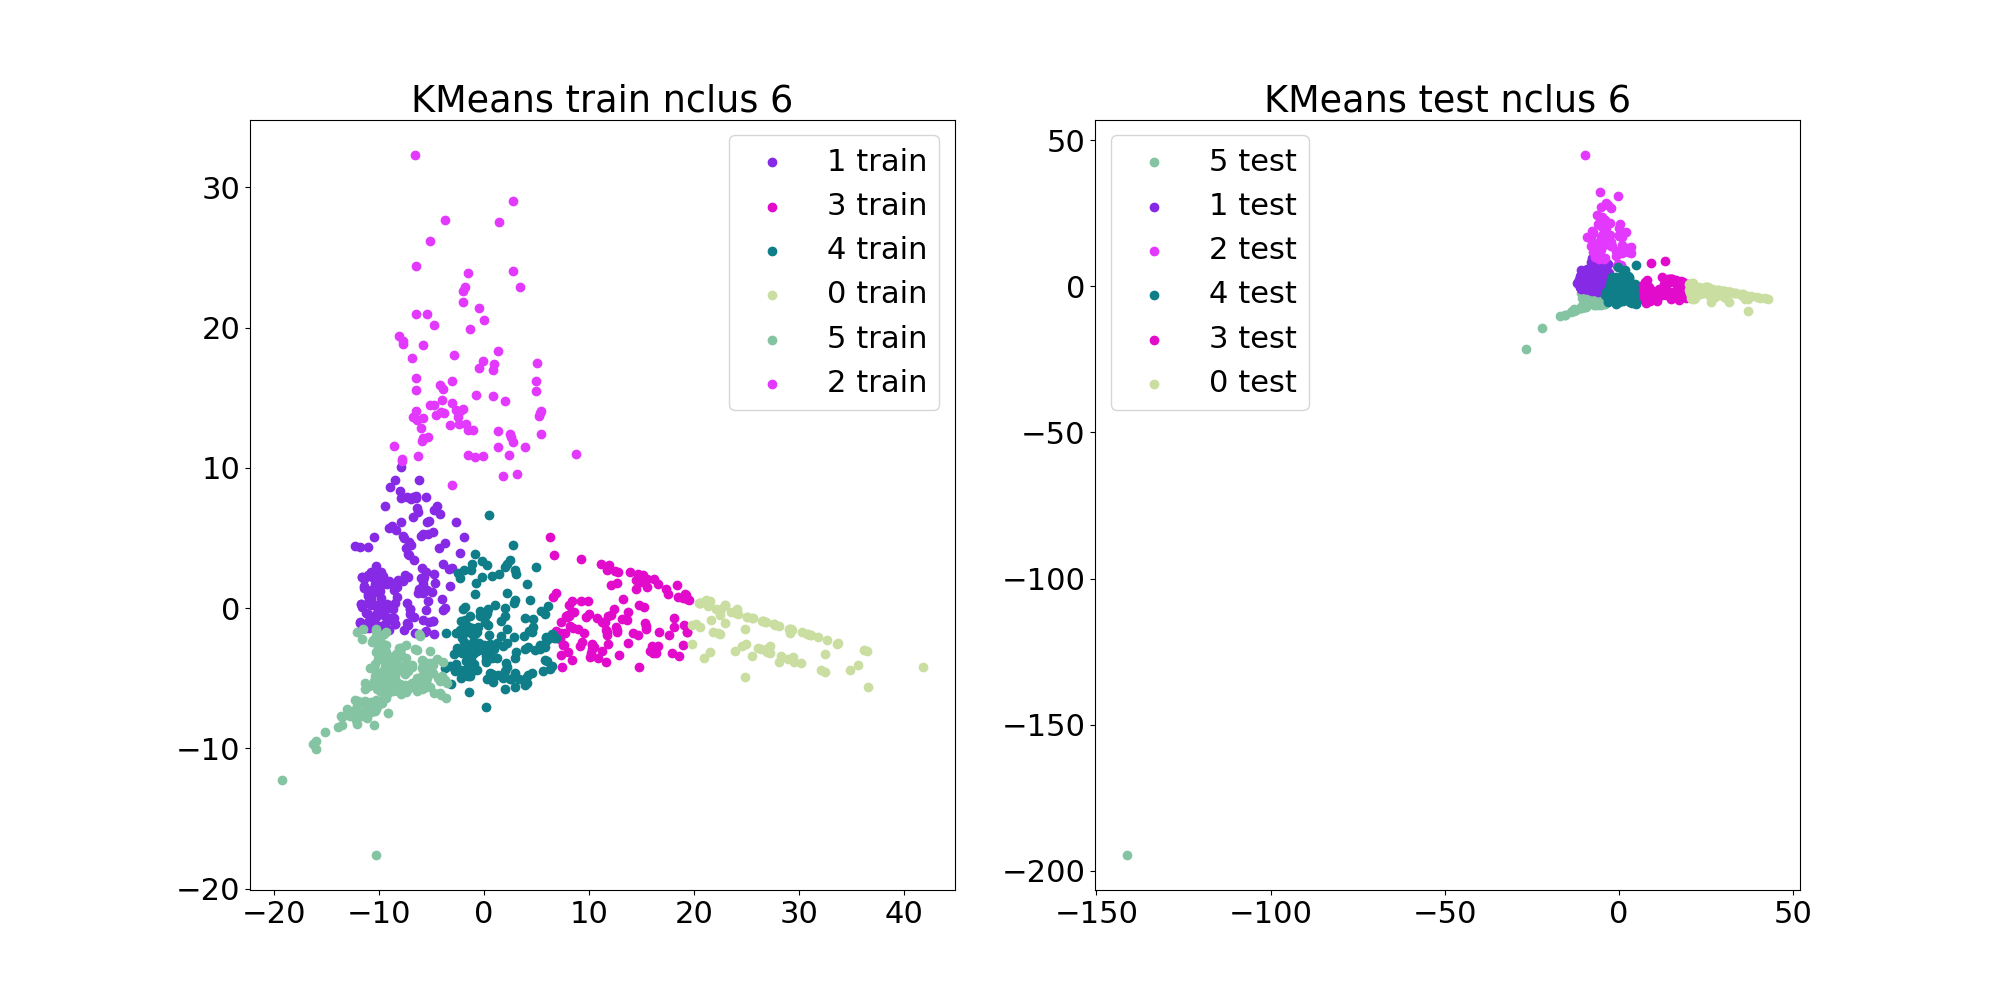 KMeans train nclus 6
30
20
10
0
−10
−20
−20 −10 0 10 20 30 40
1 train
3 train
4 train
0 train
5 train
2 train
KMeans test nclus 6
50
0
−50
−100
−150
−200
−150 −100 −50 0 50
5 test
1 test
2 test
4 test
3 test
0 test